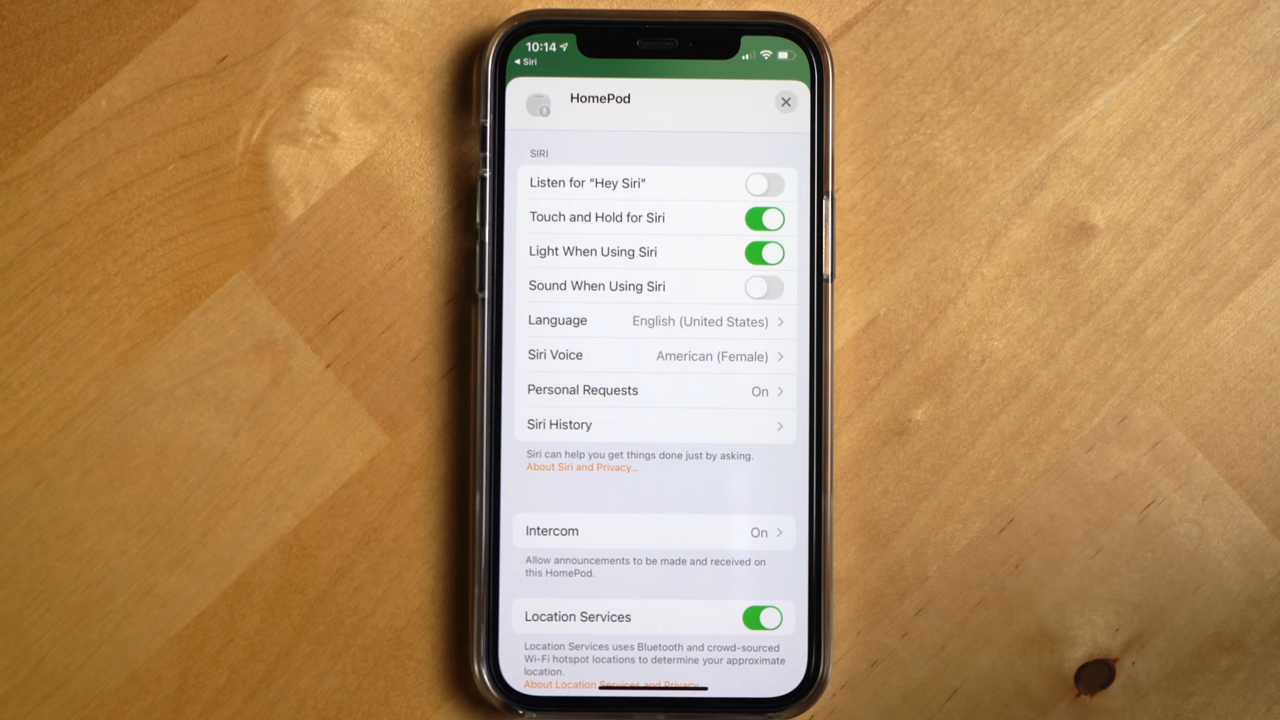 10:14
Siri
HomePod
SIRI
Listen for “Hey Siri”
Touch and Hold for Siri
Light When Using Siri
Sound When Using Siri
Language English (United States)
Siri Voice American (Female)
Personal Requests On
Siri History
Siri can help you get things done just by asking.
About Siri and Privacy...
Intercom On
Allow announcements to be made and received on
this HomePod.
Location Services
Location Services uses Bluetooth and crowd-sourced
Wi-Fi hotspot locations to determine your approximate
location.
About Location Services and Privacy...